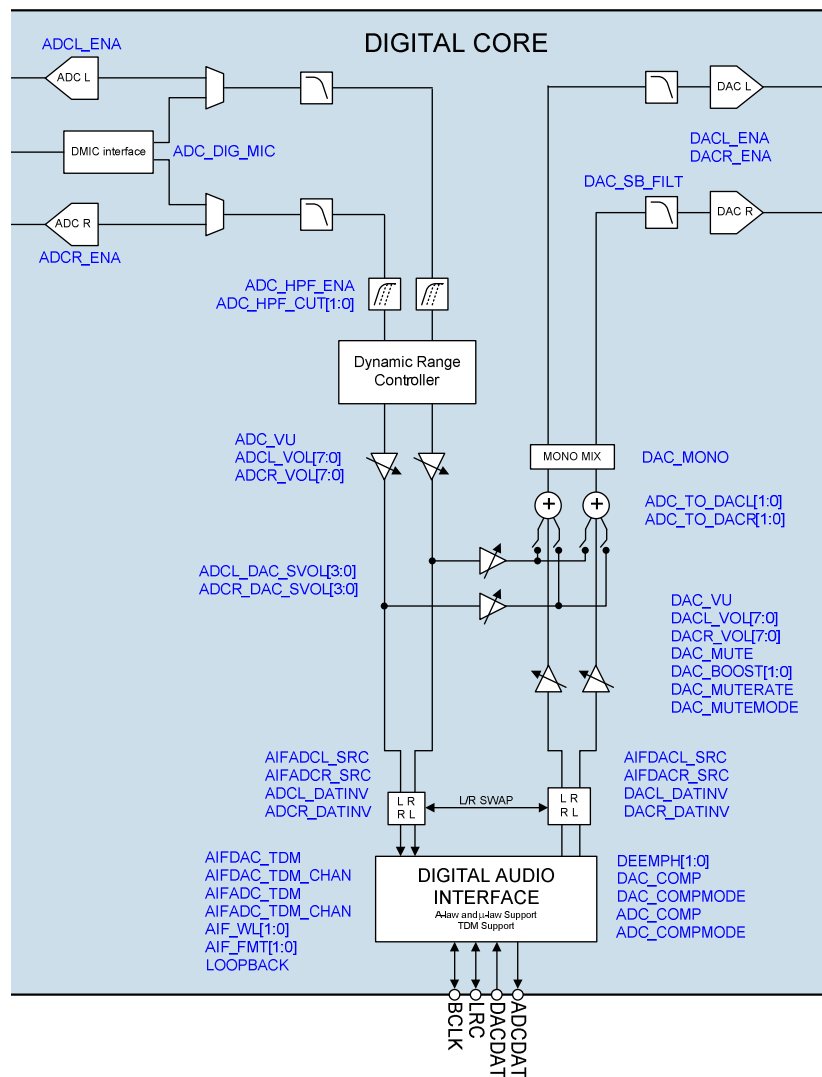 DIGITAL CORE
ADCL_ENA
ADC L
DMIC interface
ADC_DIG_MIC
ADC R
ADCR_ENA
DAC L
DACL_ENA
DACR_ENA
DAC_SB_FILT
DAC R
ADC_HPF_ENA
ADC_HPF_CUT[1:0]
Dynamic Range
Controller
ADC_VU
ADCL_VOL[7:0]
ADCR_VOL[7:0]
MONO MIX
DAC_MONO
+
+
ADC_TO_DACL[1:0]
ADC_TO_DACR[1:0]
ADCL_DAC_SVOL[3:0]
ADCR_DAC_SVOL[3:0]
DAC_VU
DACL_VOL[7:0]
DACR_VOL[7:0]
DAC_MUTE
DAC_BOOST[1:0]
DAC_MUTERATE
DAC_MUTEMODE
AIFADCL_SRC
AIFADCR_SRC
ADCL_DATINV
ADCR_DATINV
L R
R L
L/R SWAP
L R
R L
AIFDACL_SRC
AIFDACR_SRC
DACL_DATINV
DACR_DATINV
AIFDAC_TDM
AIFDAC_TDM_CHAN
AIFADC_TDM
AIFADC_TDM_CHAN
AIF_WL[1:0]
AIF_FMT[1:0]
LOOPBACK
DIGITAL AUDIO
INTERFACE
A-law and µ-law Support
TDM Support
DEEMPH[1:0]
DAC_COMP
DAC_COMPMODE
ADC_COMP
ADC_COMPMODE
BCLK
LRC
DACDAT
ADCDAT